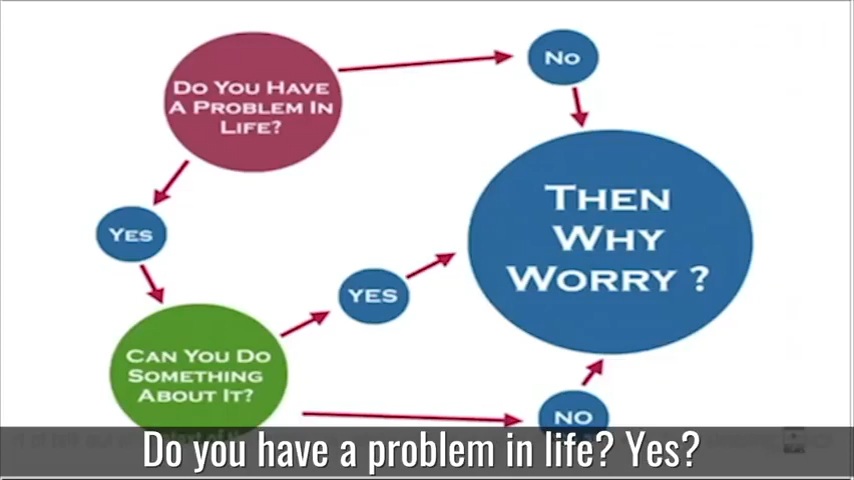 Do You Have
A Problem In
Life?
No
Then
Why
Worry ?
Yes
YES
Can You Do
Something
About It?
NO
Do you have a problem in life? Yes?